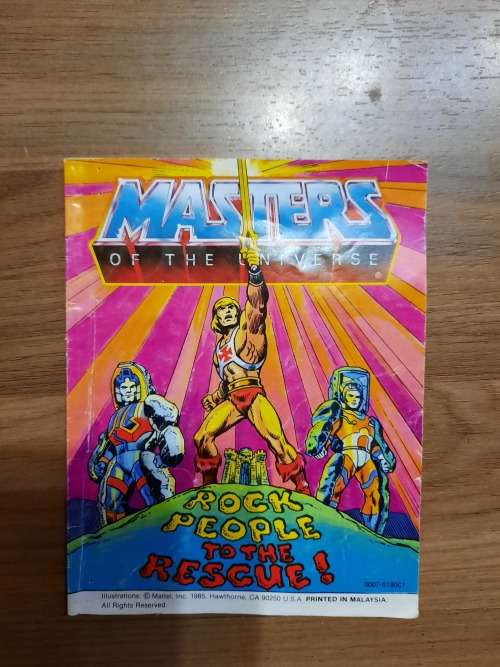 MASTERS
OF THE UNIVERSE
ROCK
PEOPLE
TO THE
RESCUE!
Illustrations: © Mattel, Inc. 1985. Hawthorne, CA 90250 U.S.A. PRINTED IN MALAYSIA.
All Rights Reserved